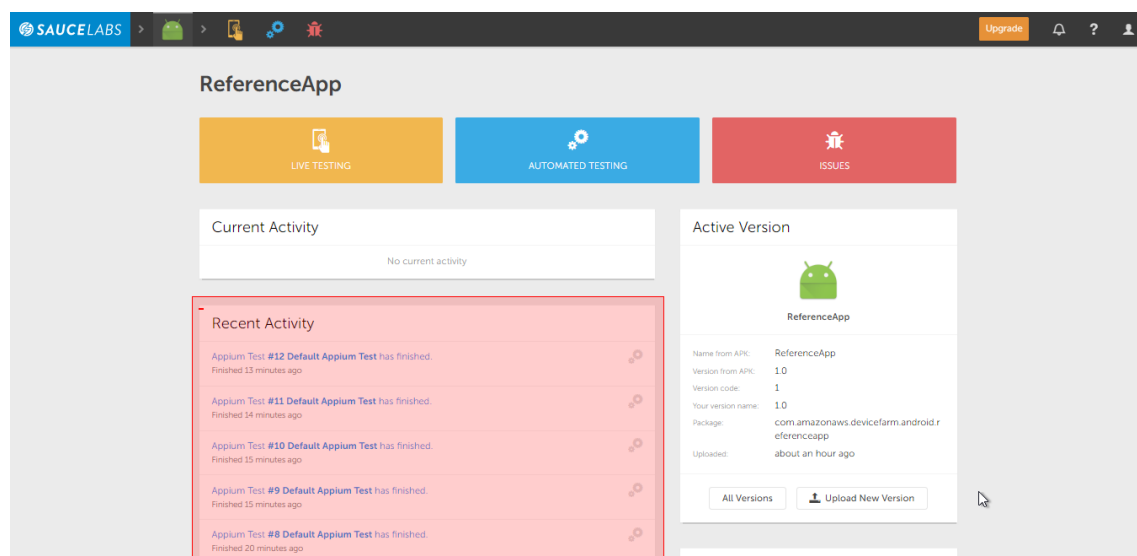 SAUCELABS
Upgrade
ReferenceApp
LIVE TESTING
AUTOMATED TESTING
ISSUES
Current Activity
No current activity
Recent Activity
Appium Test #12 Default Appium Test has finished.
Finished 13 minutes ago
Appium Test #11 Default Appium Test has finished.
Finished 14 minutes ago
Appium Test #10 Default Appium Test has finished.
Finished 15 minutes ago
Appium Test #9 Default Appium Test has finished.
Finished 15 minutes ago
Appium Test #8 Default Appium Test has finished.
Finished 20 minutes ago
Active Version
ReferenceApp
Name from APK: ReferenceApp
Version from APK: 1.0
Version code: 1
Your version name: 1.0
Package: com.amazonaws.devicefarm.android.r
eferenceapp
Uploaded: about an hour ago
All Versions
Upload New Version